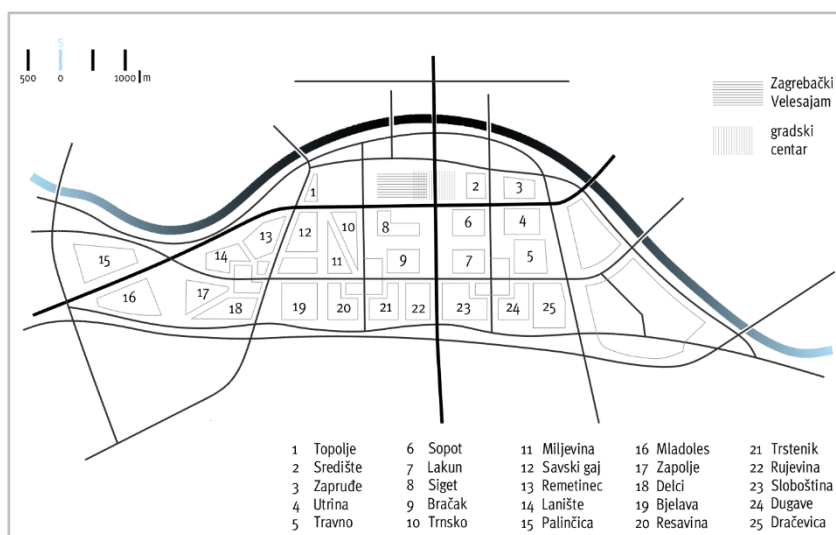 S
500 0 1000 m
Zagrebački
Velesajam
gradski
centar
1 2 3
13 12 10 8 6 4
15 14 11 9 7 5
16 17 18 19 20 21 22 23 24 25
1 Topolje
2 Središte
3 Zapruđe
4 Utrina
5 Travno
6 Sopot
7 Lakun
8 Siget
9 Bračak
10 Trnsko
11 Miljevina
12 Savski gaj
13 Remetinec
14 Lanište
15 Palinčica
16 Mladoles
17 Zapolje
18 Delci
19 Bjelava
20 Resavina
21 Trstenik
22 Rujevina
23 Sloboština
24 Dugave
25 Dračevica